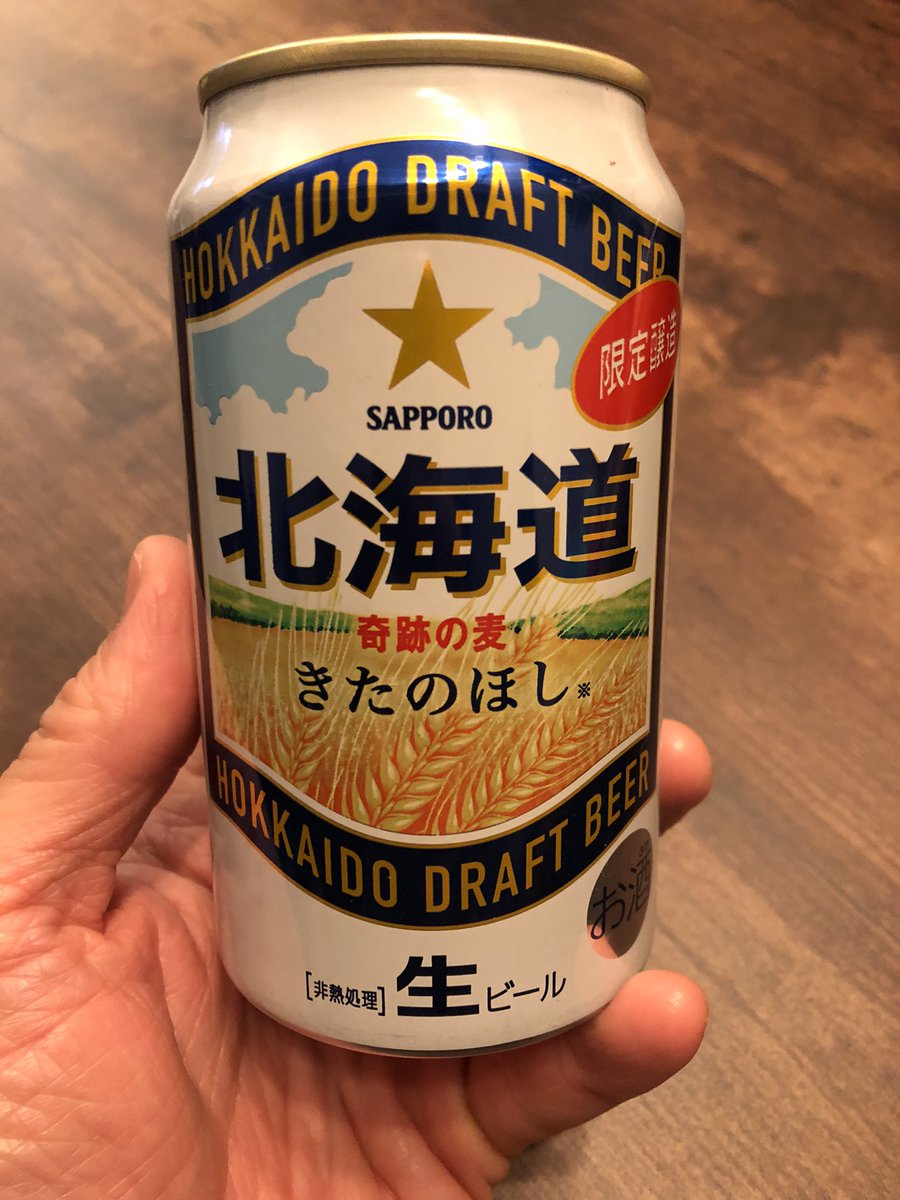 HOKKAIDO DRAFT BEER
限定醸造
SAPPORO
北海道
奇跡の麦
きたのほし※
HOKKAIDO DRAFT BEER
お酒
[非熱処理]生ビール